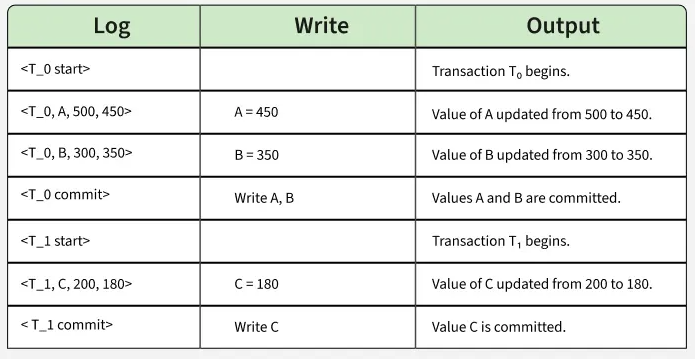 Log Write Output
<T_0 start> Transaction T₀ begins.
<T_0, A, 500, 450> A = 450 Value of A updated from 500 to 450.
<T_0, B, 300, 350> B = 350 Value of B updated from 300 to 350.
<T_0 commit> Write A, B Values A and B are committed.
<T_1 start> Transaction T₁ begins.
<T_1, C, 200, 180> C = 180 Value of C updated from 200 to 180.
< T_1 commit> Write C Value C is committed.